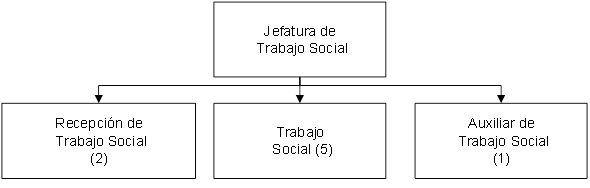 Jefatura de
Trabajo Social
Recepción de
Trabajo Social
(2)
Trabajo
Social (5)
Auxiliar de
Trabajo Social
(1)